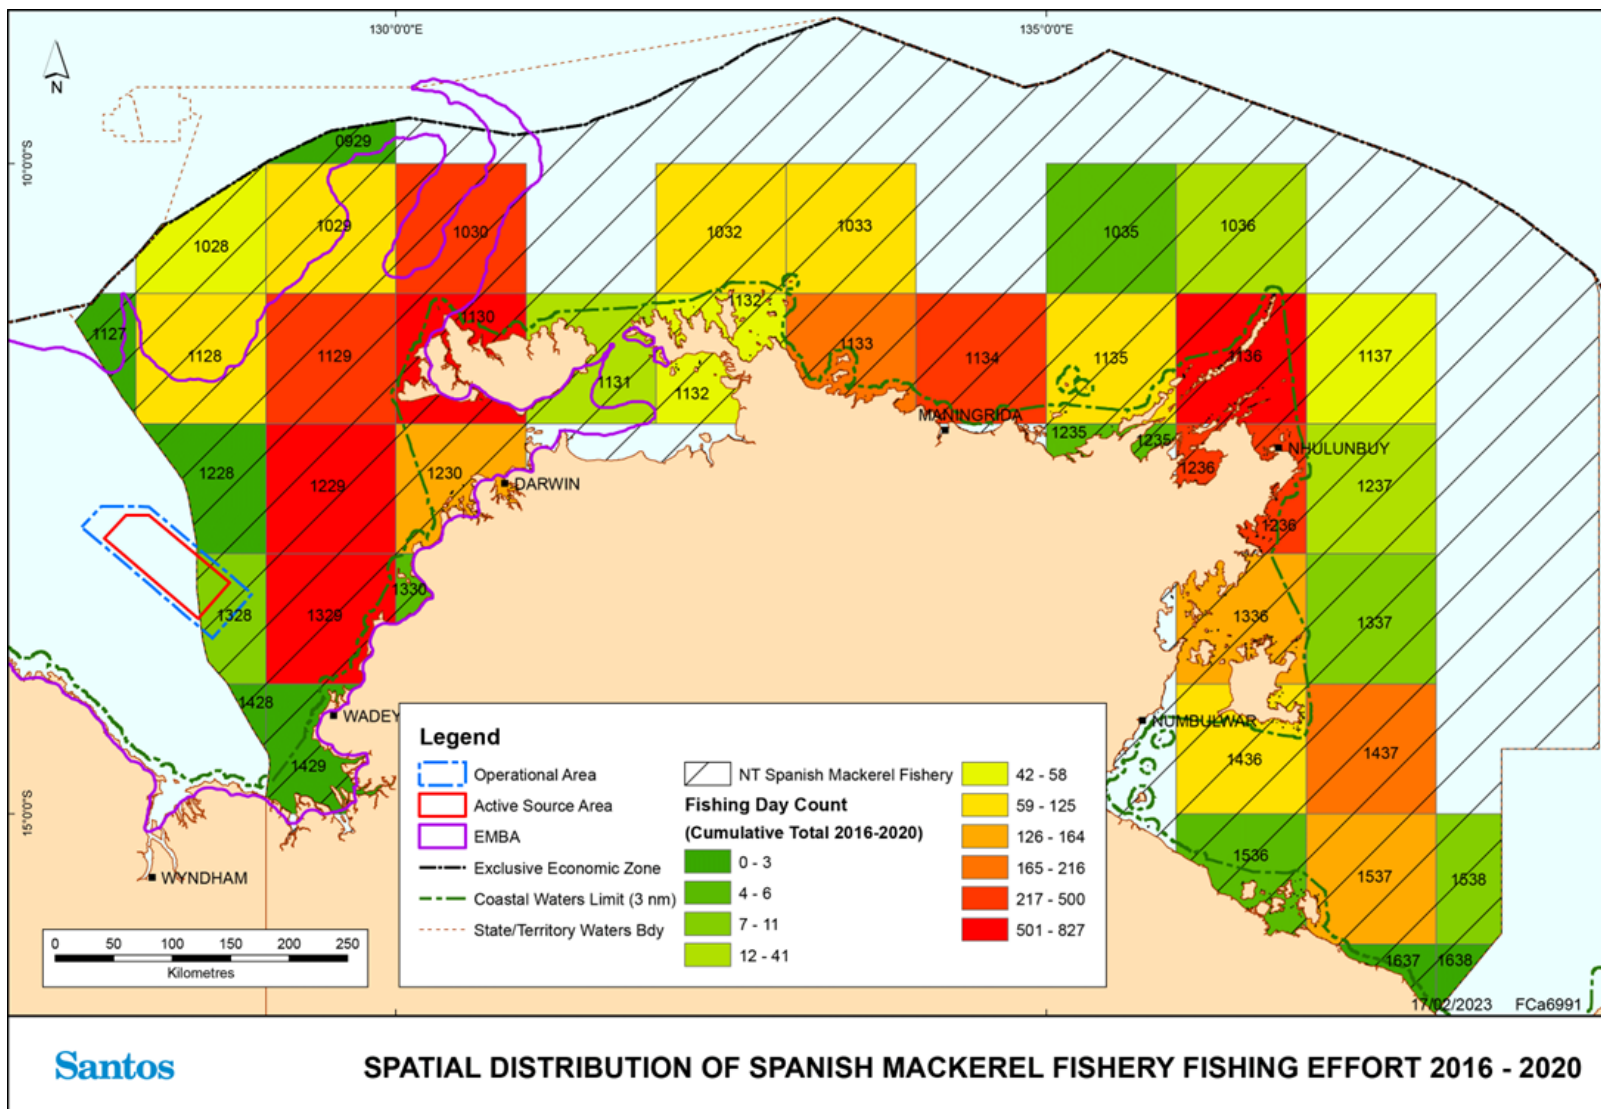 130°0'0"E
135°0'0"E
N
10°0'0"S
15°0'0"S
0929
1028
1029
1030
1032
1033
1035
1036
1127
1128
1129
1130
1131
1132
1132
1133
1134
1135
1136
1137
MANINGRIDA
1228
1229
1230
DARWIN
1235
1235
1236
NHULUNBUY
1237
1236
1328
1329
1330
1336
1337
1428
WADEY
1429
NUMBULWAR
1436
1437
WYNDHAM
1536
1537
1538
1637
1638
0 50 100 150 200 250
Kilometres
Legend
Operational Area
Active Source Area
EMBA
Exclusive Economic Zone
Coastal Waters Limit (3 nm)
State/Territory Waters Bdy
NT Spanish Mackerel Fishery
Fishing Day Count
(Cumulative Total 2016-2020)
0 - 3
4 - 6
7 - 11
12 - 41
42 - 58
59 - 125
126 - 164
165 - 216
217 - 500
501 - 827
17/02/2023 FCa6991
Santos
SPATIAL DISTRIBUTION OF SPANISH MACKEREL FISHERY FISHING EFFORT 2016 - 2020